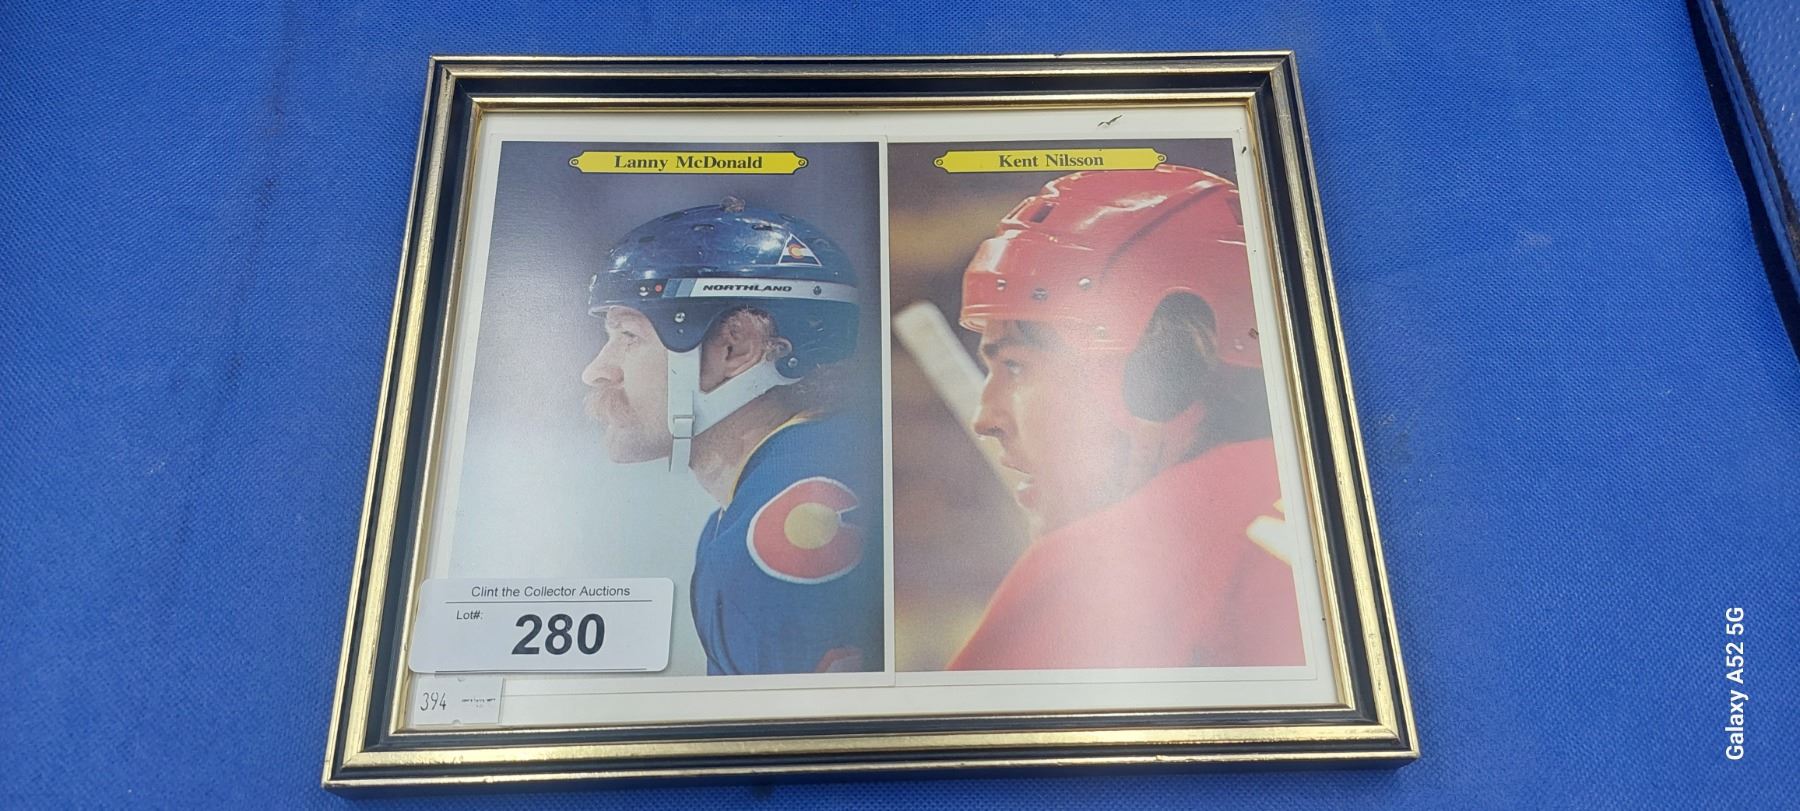 Lanny McDonald
Kent Nilsson
NORTHLAND
Clint the Collector Auctions
Lot#:
280
394
Galaxy A52 5G